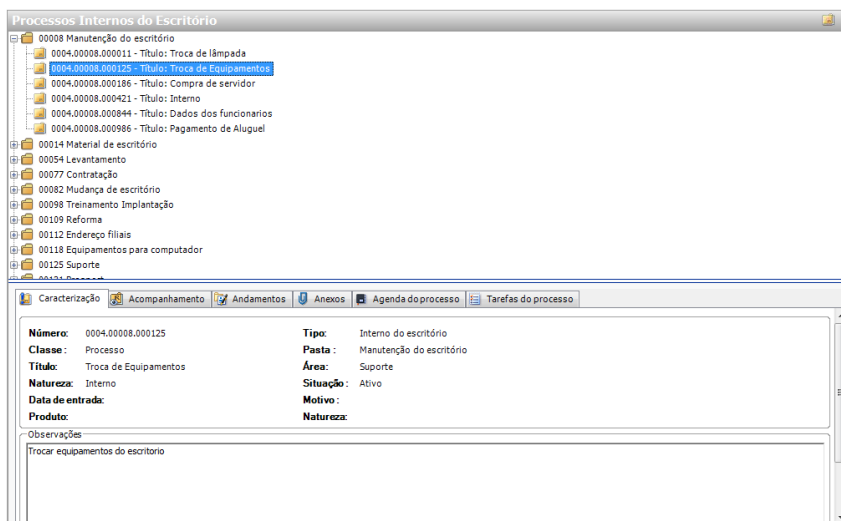 Processos Internos do Escritório
00008 Manutenção do escritório
0004.00008.000011 - Título: Troca de lâmpada
0004.00008.000125 - Título: Troca de Equipamentos
0004.00008.000186 - Título: Compra de servidor
0004.00008.000421 - Título: Interno
0004.00008.000844 - Título: Dados dos funcionarios
0004.00008.000986 - Título: Pagamento de Aluguel
00014 Material de escritório
00054 Levantamento
00077 Contratação
00082 Mudança de escritório
00098 Treinamento Implantação
00109 Reforma
00112 Endereço filiais
00118 Equipamentos para computador
00125 Suporte
Caracterização Acompanhamento Andamentos Anexos Agenda do processo Tarefas do processo
Número: 0004.00008.000125 Tipo: Interno do escritório
Classe : Processo Pasta : Manutenção do escritório
Título: Troca de Equipamentos Área: Suporte
Natureza: Interno Situação : Ativo
Data de entrada: Motivo :
Produto: Natureza:
Observações
Trocar equipamentos do escritorio